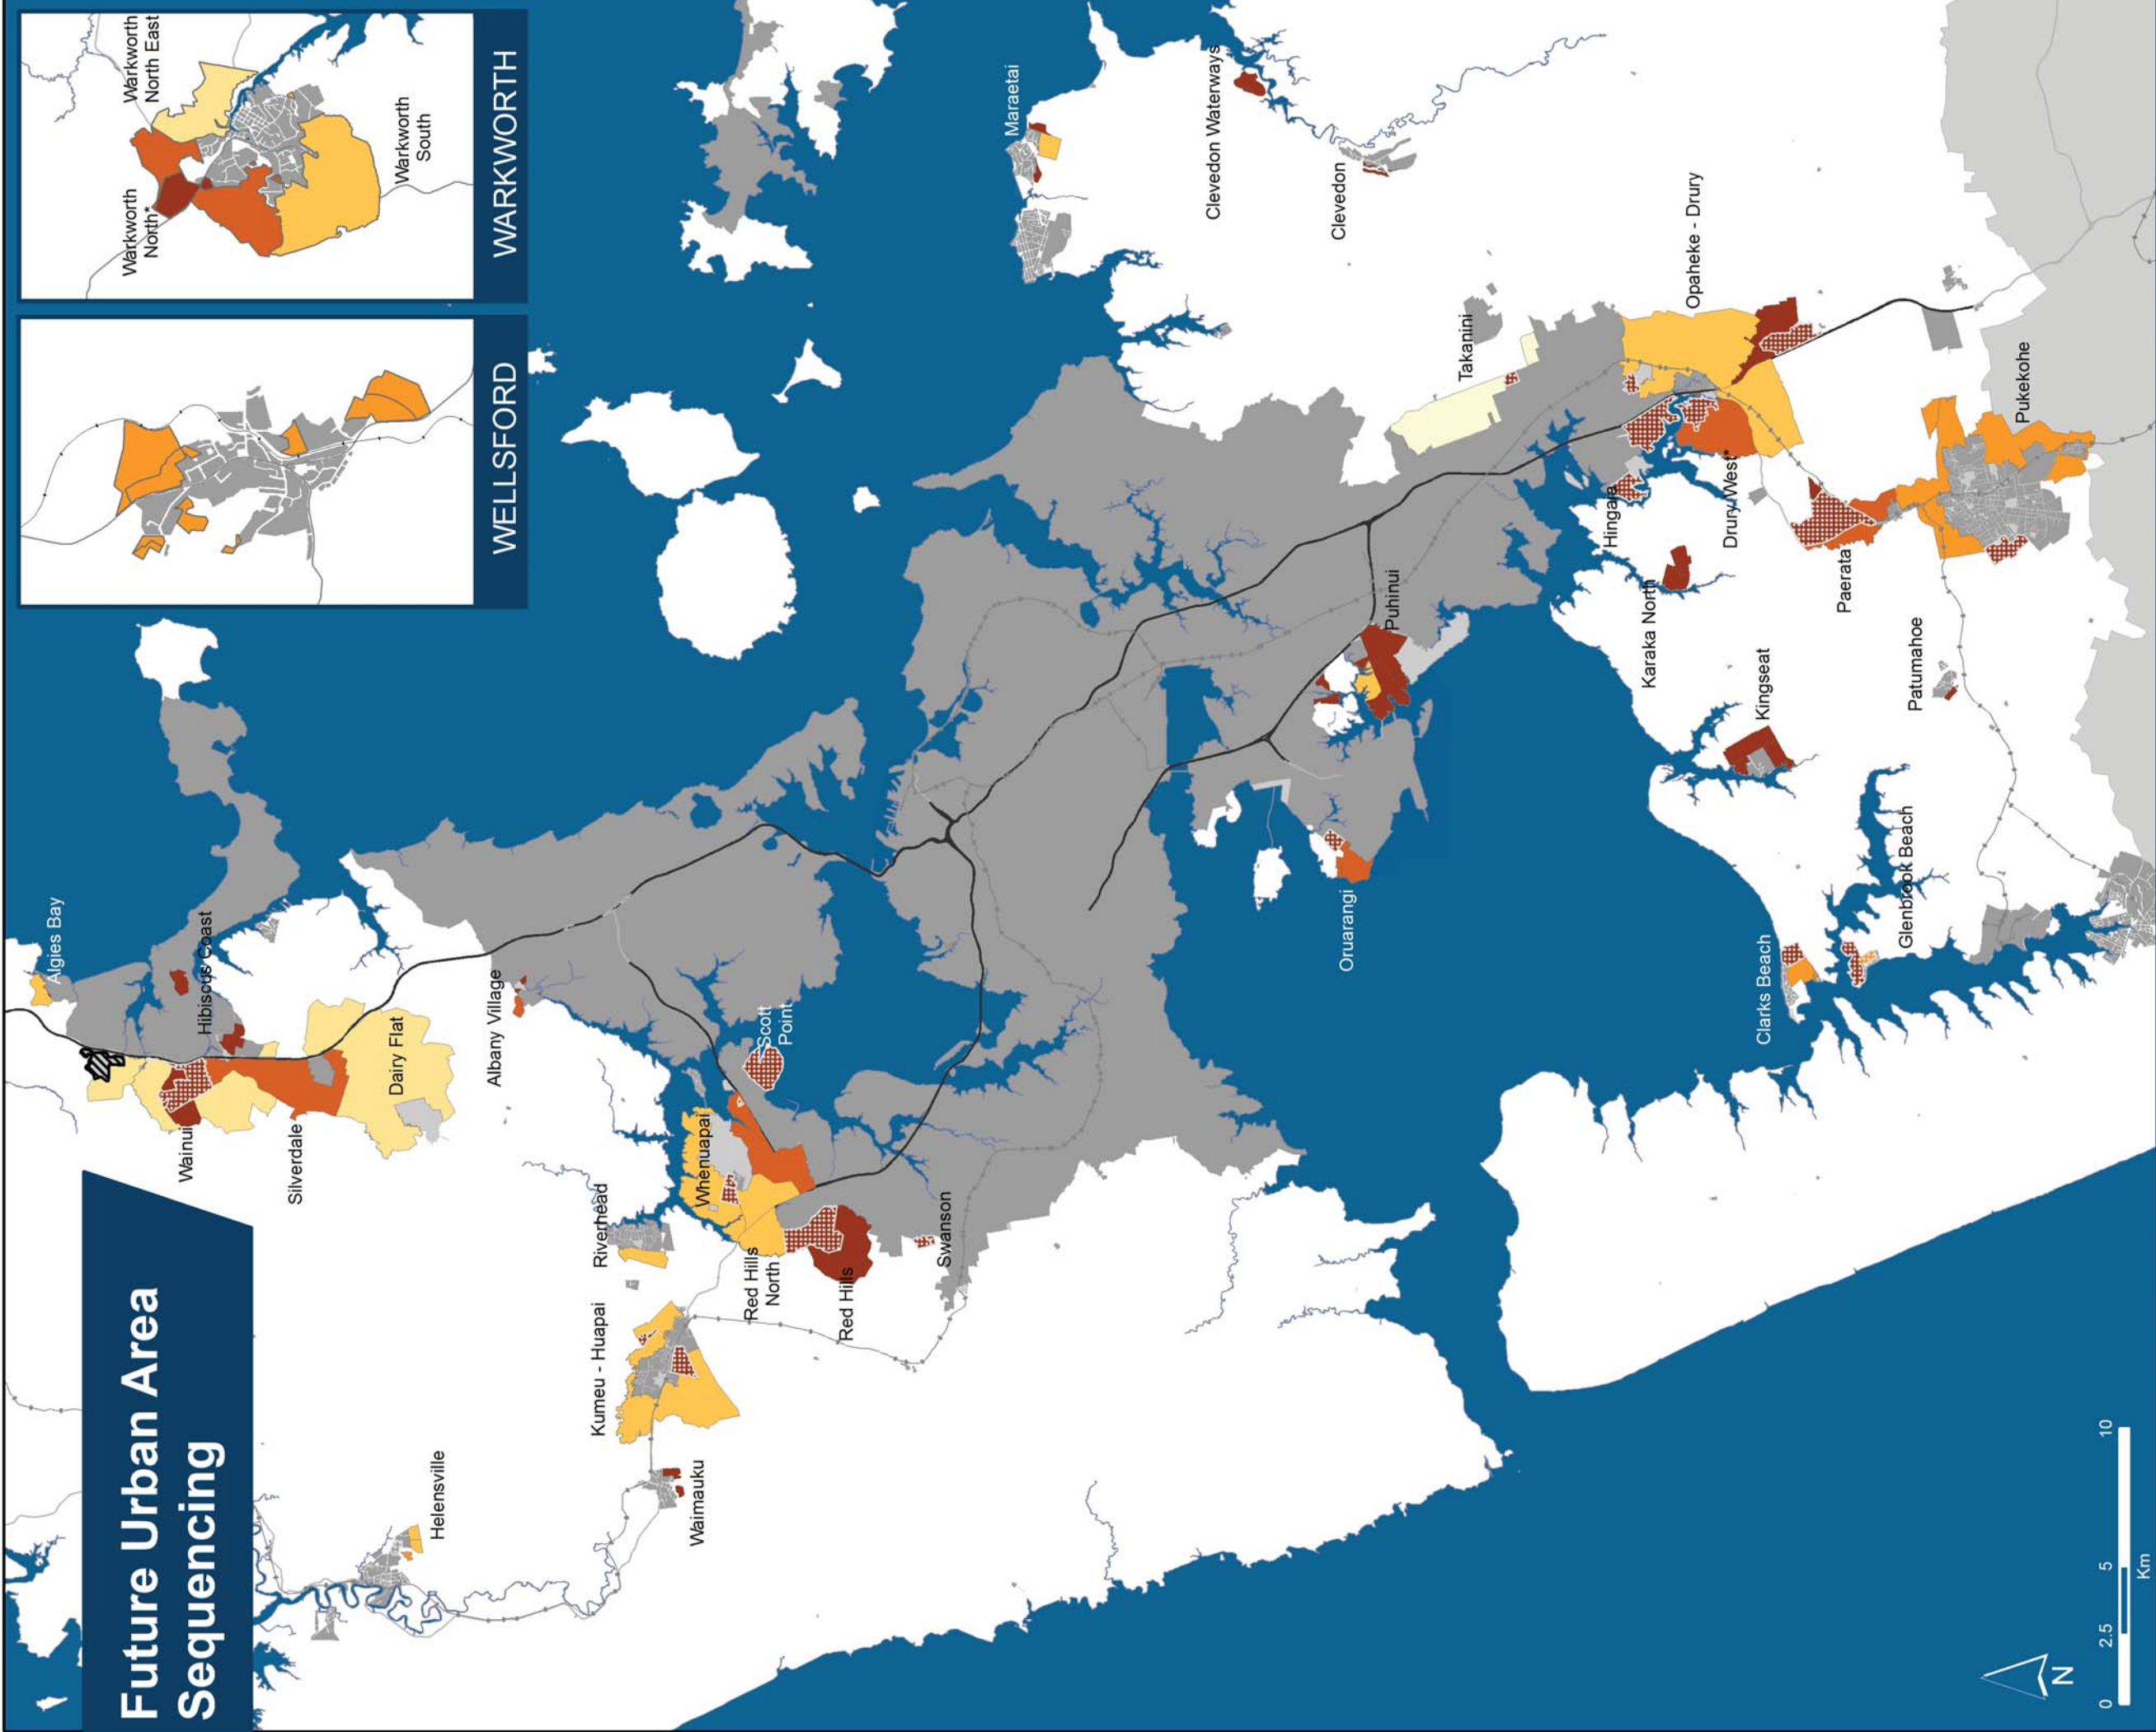 Future Urban Area
Sequencing
WELLSFORD
WARKWORTH
Warkworth
North*
Warkworth
North East
Warkworth
South
Algies Bay
Hibiscus Coast
Wainui
Silverdale
Dairy Flat
Albany Village
Helensville
Riverhead
Whenuapai
Scott
Point
Kumeu - Huapai
Waimauku
Red Hills
North
Red Hills
Swanson
Maraetai
Clevedon Waterways
Clevedon
Oruarangi
Puhinui
Takanini
Opaheke - Drury
Hingaia
Drury West*
Karaka North
Kingseat
Paerata
Pukekohe
Patumahoe
Clarks Beach
Glenbrook Beach
N
0 2.5 5 10
Km